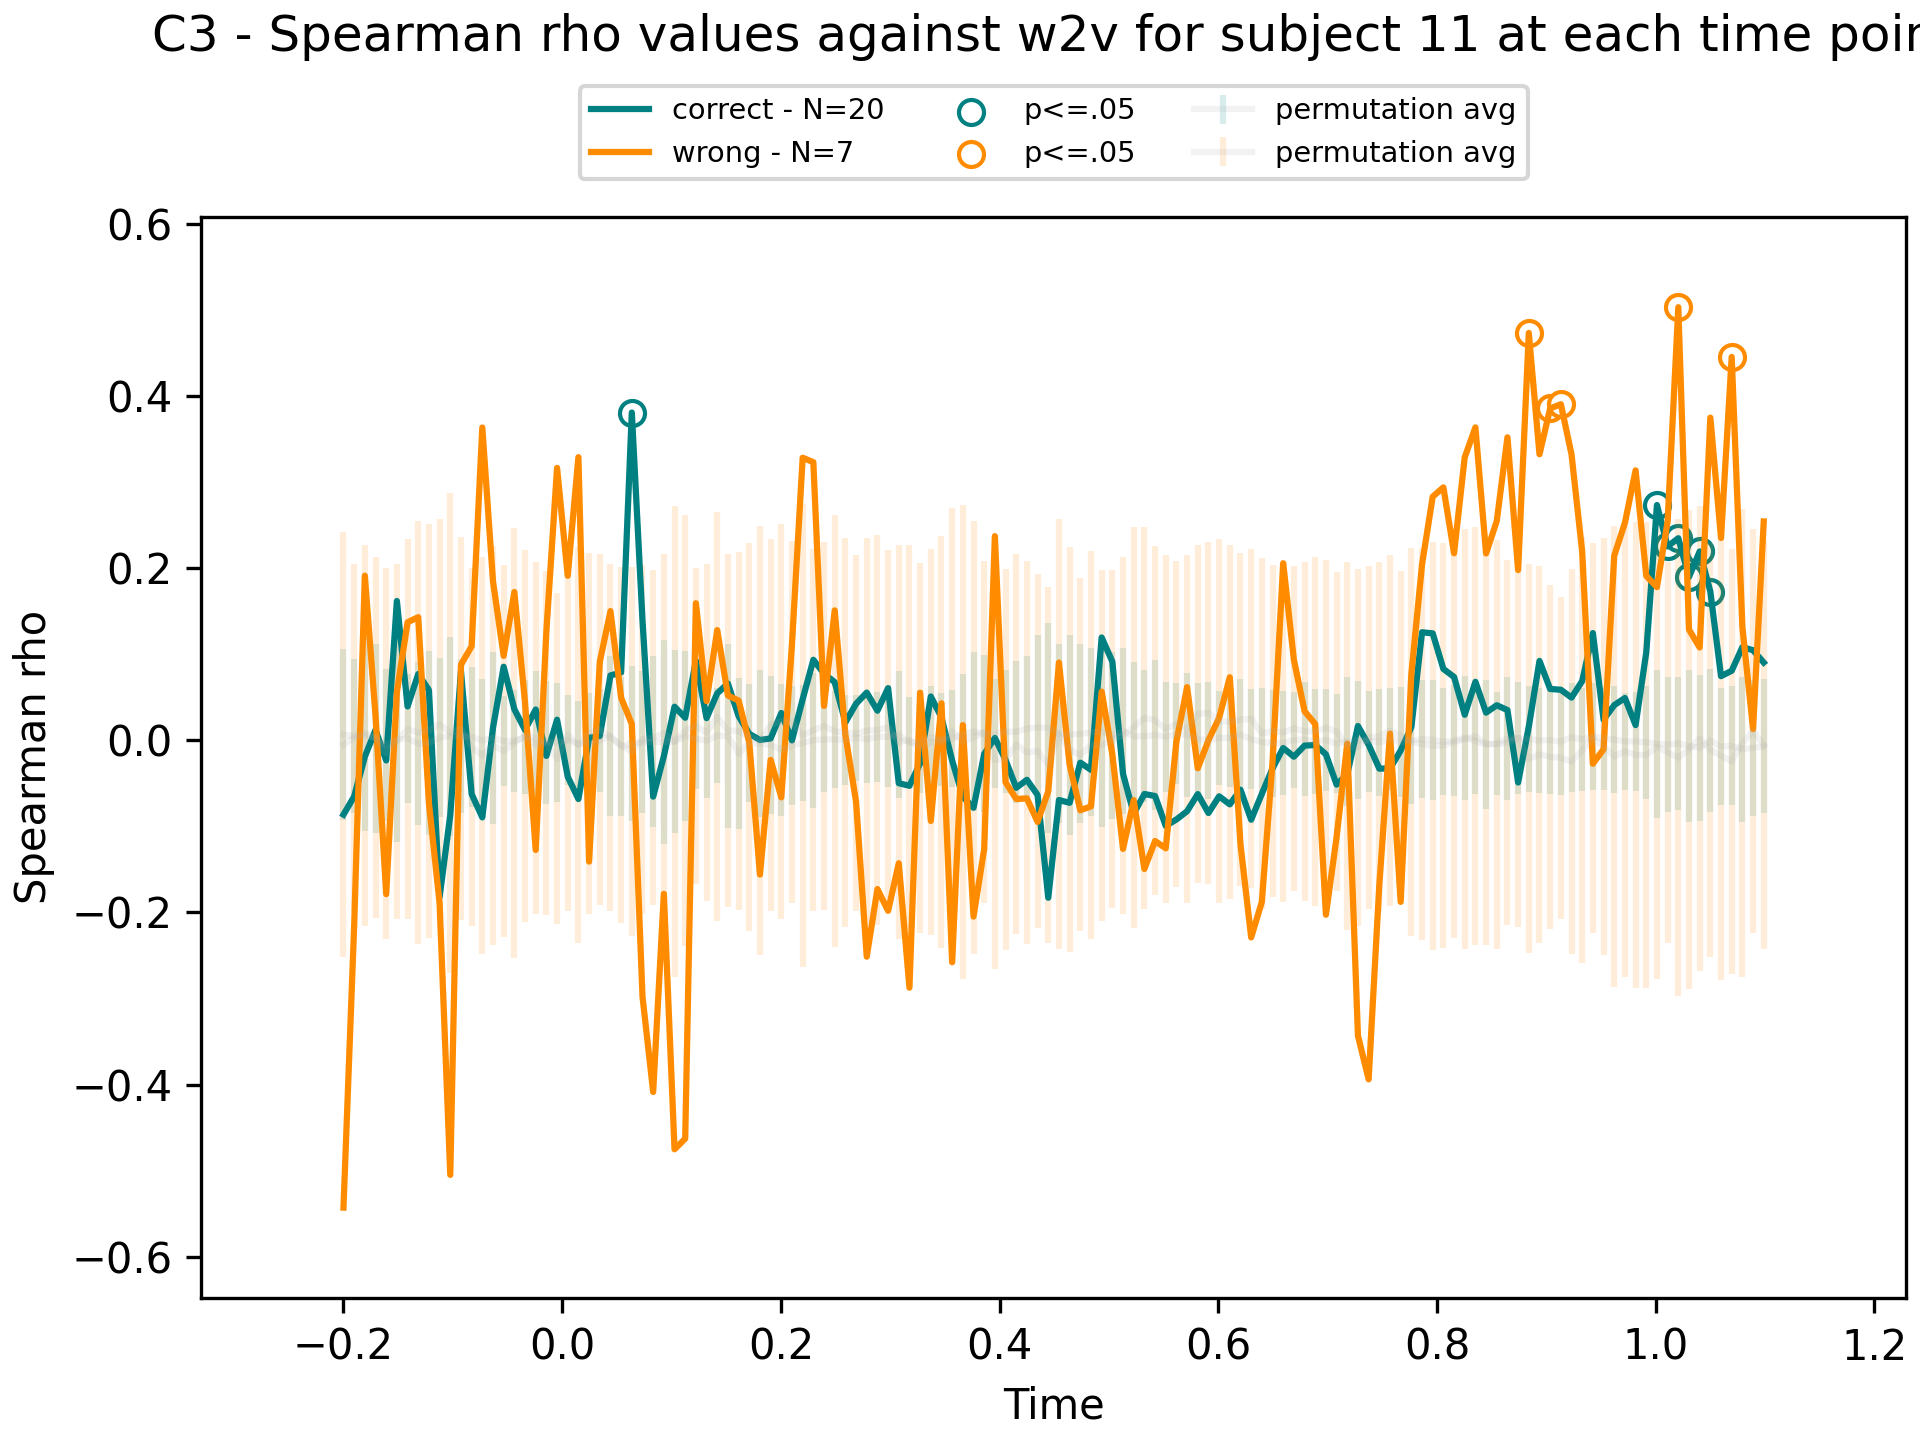 C3 - Spearman rho values against w2v for subject 11 at each time poin
correct - N=20 p<=.05 permutation avg
wrong - N=7 p<=.05 permutation avg
0.6
0.4
0.2
0.0
−0.2
−0.4
−0.6
Spearman rho
−0.2 0.0 0.2 0.4 0.6 0.8 1.0 1.2
Time